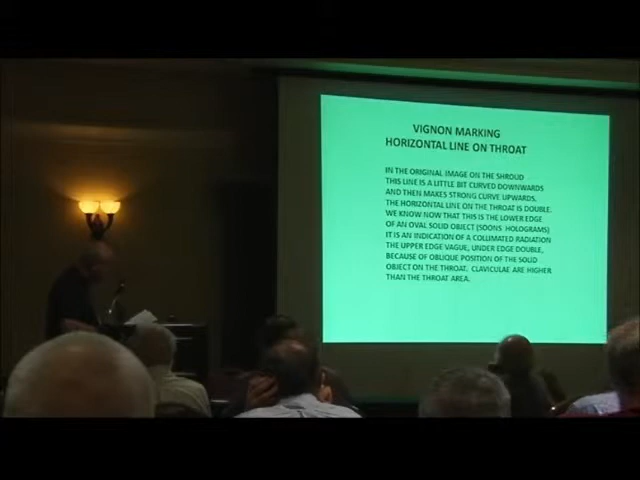 VIGNON MARKING
HORIZONTAL LINE ON THROAT
IN THE ORIGINAL IMAGE ON THE SHROUD
THIS LINE IS A LITTLE BIT CURVED DOWNWARDS
AND THEN MAKES STRONG CURVE UPWARDS.
THE HORIZONTAL LINE ON THE THROAT IS DOUBLE.
WE KNOW NOW THAT THIS IS THE LOWER EDGE
OF AN OVAL SOLID OBJECT (SOONS HOLOGRAMS)
IT IS AN INDICATION OF A COLLIMATED RADIATION
THE UPPER EDGE VAGUE, UNDER EDGE DOUBLE,
BECAUSE OF OBLIQUE POSITION OF THE SOLID
OBJECT ON THE THROAT. CLAVICULAE ARE HIGHER
THAN THE THROAT AREA.